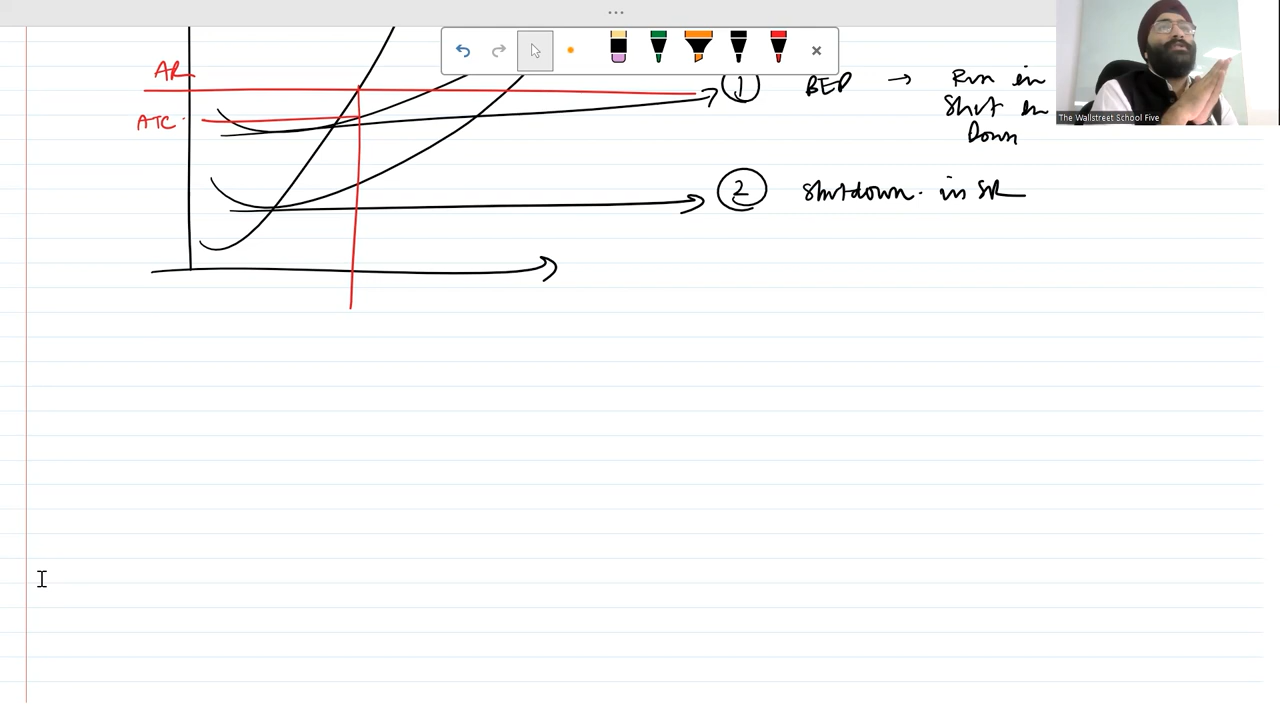 AR
ATC
1 BEP → Run in
Shut
Down
2 Shutdown. in SR
The Wallstreet School Five